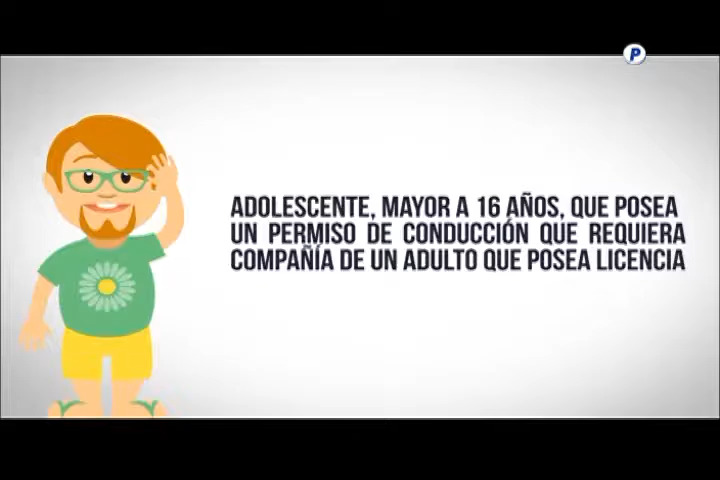 P
ADOLESCENTE, MAYOR A 16 AÑOS, QUE POSEA
UN PERMISO DE CONDUCCIÓN QUE REQUIERA
COMPAÑÍA DE UN ADULTO QUE POSEA LICENCIA